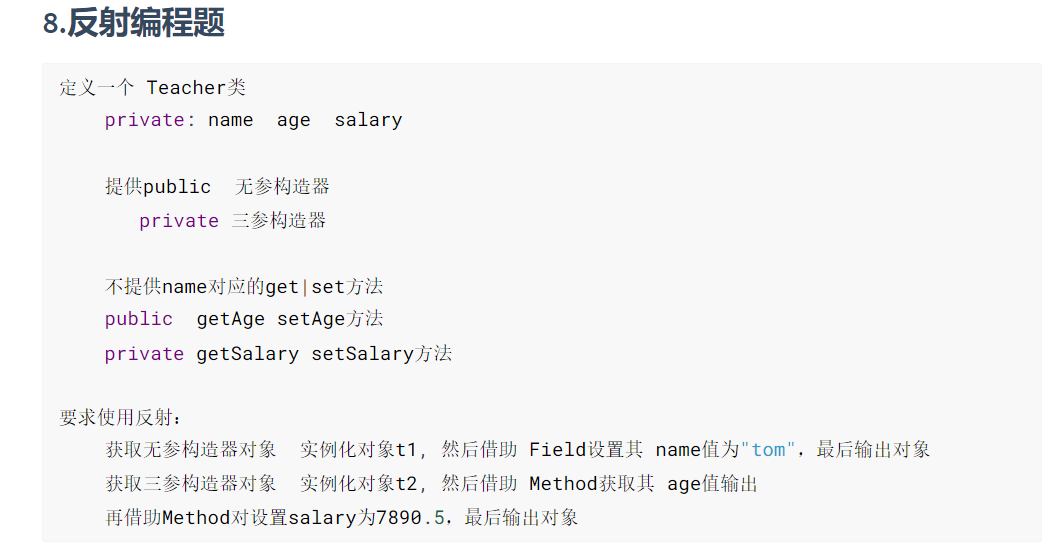 8.反射编程题
定义一个 Teacher类
private: name age salary
提供public 无参构造器
private 三参构造器
不提供name对应的get|set方法
public getAge setAge方法
private getSalary setSalary方法
要求使用反射:
获取无参构造器对象 实例化对象t1, 然后借助 Field设置其 name值为"tom", 最后输出对象
获取三参构造器对象 实例化对象t2, 然后借助 Method获取其 age值输出
再借助Method对设置salary为7890.5, 最后输出对象